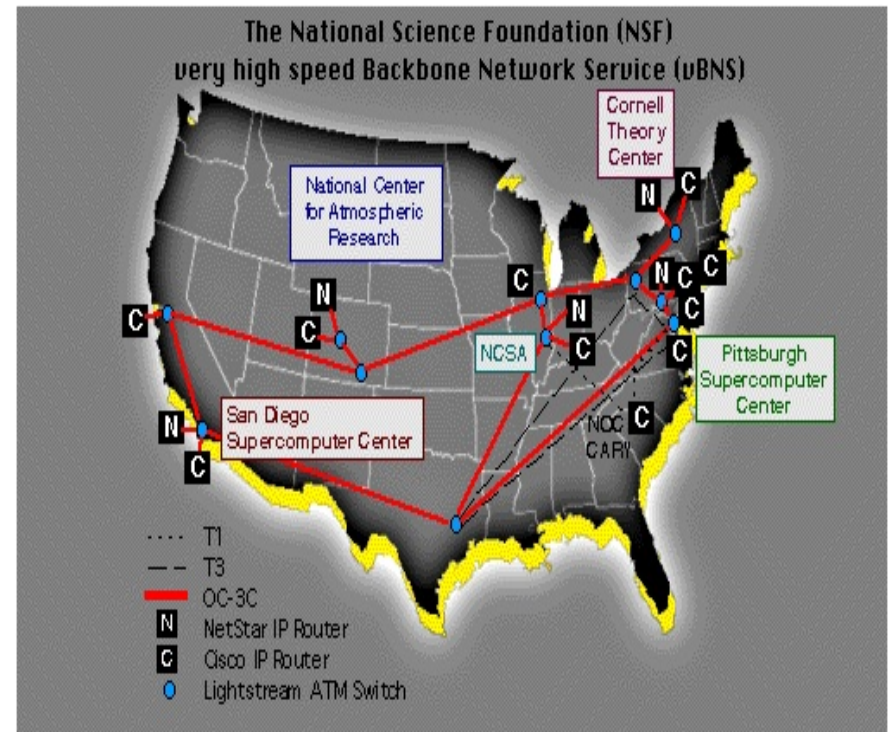 The National Science Foundation (NSF)
very high speed Backbone Network Service (vBNS)
Cornell
Theory
Center
National Center
for Atmospheric
Research
N
C
N
C
C
C
N
C
C
N
C
C
NCSA
C
C
Pittsburgh
Supercomputer
Center
San Diego
Supercomputer Center
N
C
NOC
CARY
C
T1
T3
OC-3C
N
NetStar IP Router
C
Cisco IP Router
Lightstream ATM Switch